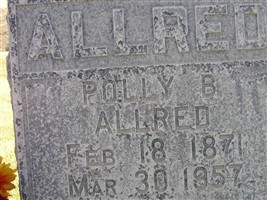 ALLRED
POLLY B.
ALLRED
FEB 18 1871
MAR 30 1957